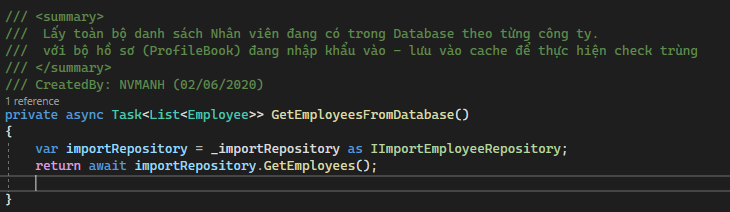 /// <summary>
/// Lấy toàn bộ danh sách Nhân viên đang có trong Database theo từng công ty.
/// với bộ hồ sơ (ProfileBook) đang nhập khẩu vào - lưu vào cache để thực hiện check trùng
/// </summary>
/// CreatedBy: NVMANH (02/06/2020)
1 reference
private async Task<List<Employee>> GetEmployeesFromDatabase()
{
var importRepository = _importRepository as IImportEmployeeRepository;
return await importRepository.GetEmployees();
}